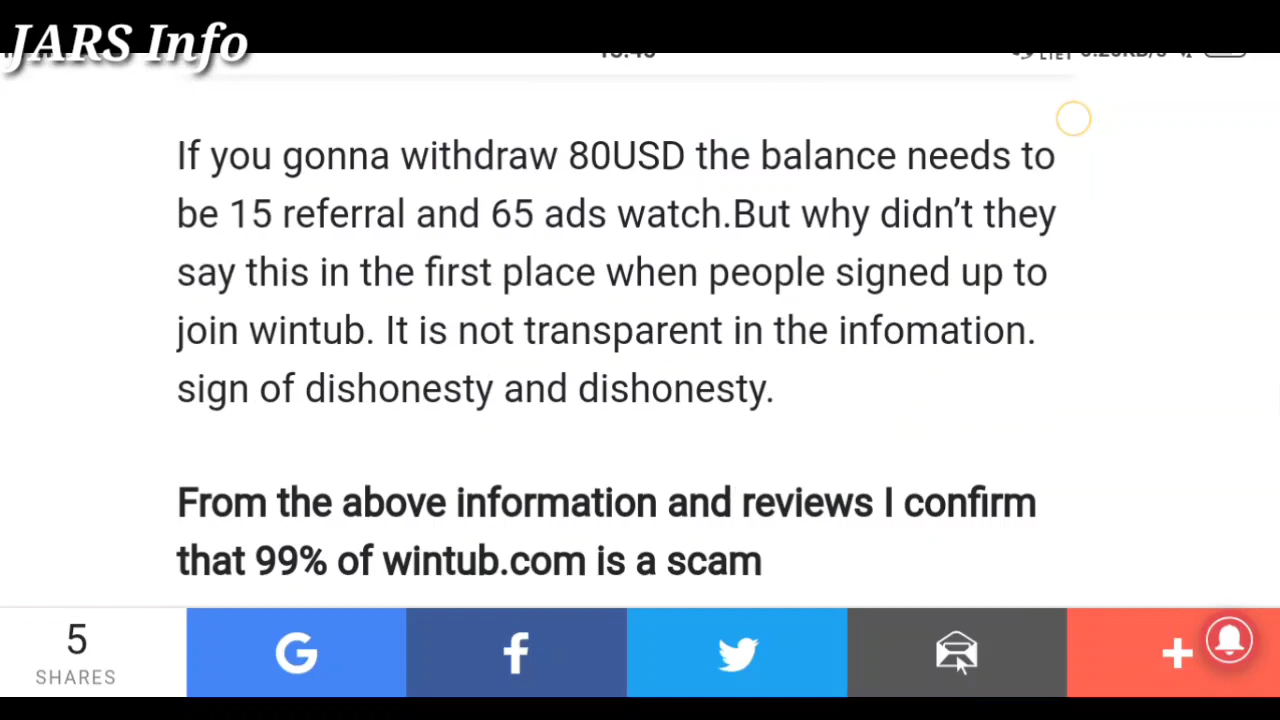 JARS Info
If you gonna withdraw 80USD the balance needs to
be 15 referral and 65 ads watch.But why didn’t they
say this in the first place when people signed up to
join wintub. It is not transparent in the infomation.
sign of dishonesty and dishonesty.
From the above information and reviews I confirm
that 99% of wintub.com is a scam
5
SHARES